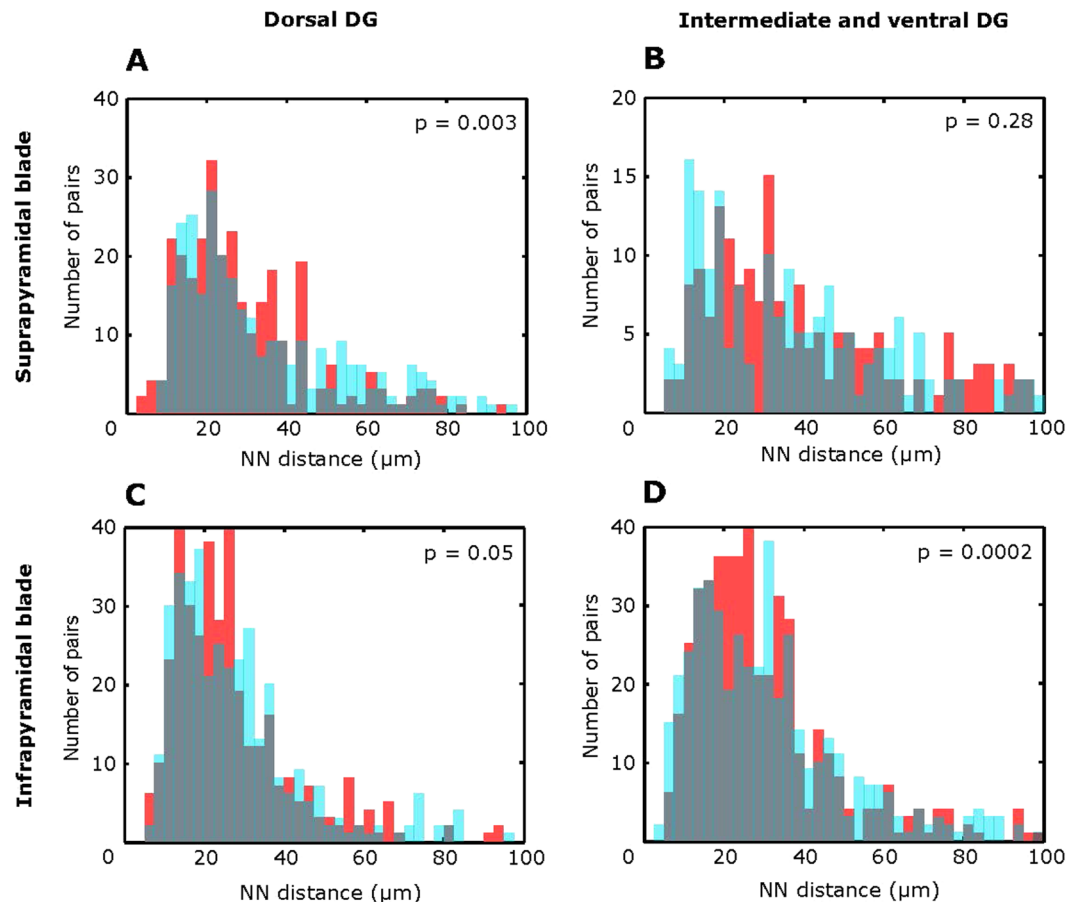 Dorsal DG
Intermediate and ventral DG
Suprapyramidal blade
A
40
30
20
10
0
20
40
60
80
100
Number of pairs
NN distance (µm)
p = 0.003
B
20
15
10
5
0
20
40
60
80
100
Number of pairs
NN distance (µm)
p = 0.28
Infrapyramidal blade
C
40
30
20
10
0
20
40
60
80
100
Number of pairs
NN distance (µm)
p = 0.05
D
40
30
20
10
0
20
40
60
80
100
Number of pairs
NN distance (µm)
p = 0.0002